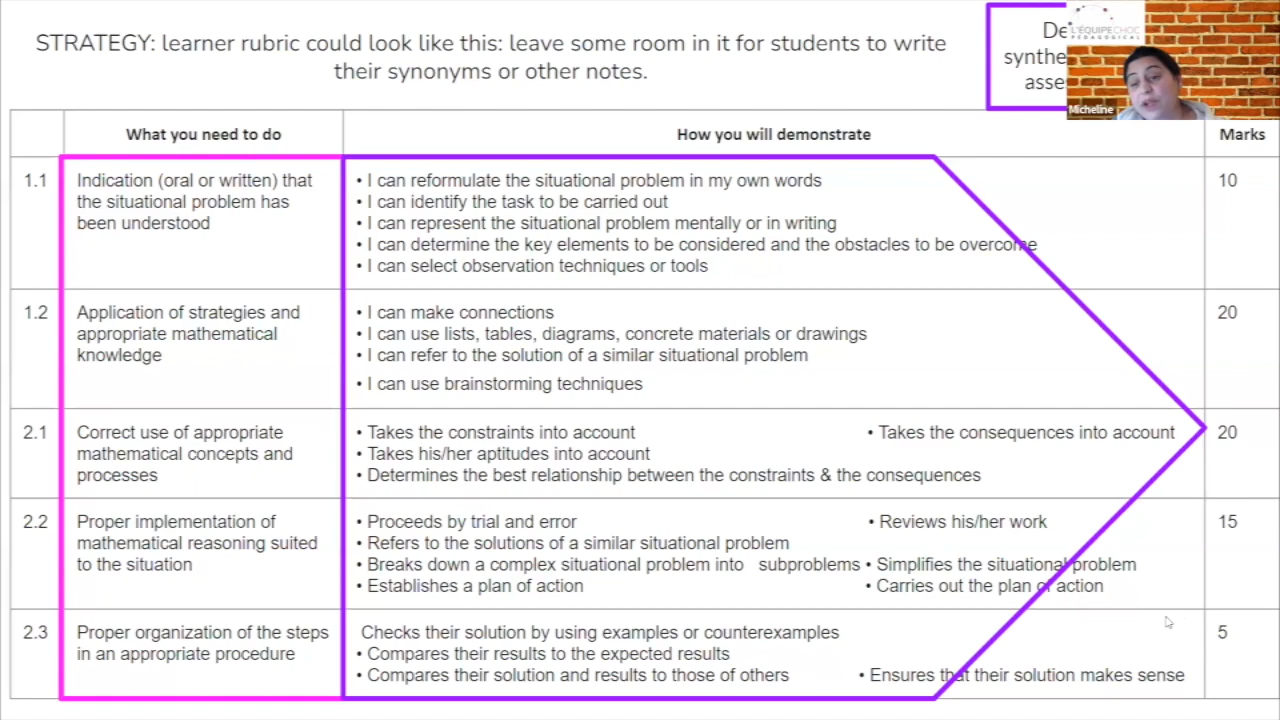 STRATEGY: learner rubric could look like this: leave some room in it for students to write
their synonyms or other notes.
synthe
asse
L'ÉQUIPECHOC
PEDAGOGICAL
Micheline
What you need to do
How you will demonstrate
Marks
1.1
Indication (oral or written) that
the situational problem has
been understood
• I can reformulate the situational problem in my own words
• I can identify the task to be carried out
• I can represent the situational problem mentally or in writing
• I can determine the key elements to be considered and the obstacles to be overcome
• I can select observation techniques or tools
10
1.2
Application of strategies and
appropriate mathematical
knowledge
• I can make connections
• I can use lists, tables, diagrams, concrete materials or drawings
• I can refer to the solution of a similar situational problem
• I can use brainstorming techniques
20
2.1
Correct use of appropriate
mathematical concepts and
processes
• Takes the constraints into account • Takes the consequences into account
• Takes his/her aptitudes into account
• Determines the best relationship between the constraints & the consequences
20
2.2
Proper implementation of
mathematical reasoning suited
to the situation
• Proceeds by trial and error • Reviews his/her work
• Refers to the solutions of a similar situational problem
• Breaks down a complex situational problem into subproblems • Simplifies the situational problem
• Establishes a plan of action • Carries out the plan of action
15
2.3
Proper organization of the steps
in an appropriate procedure
Checks their solution by using examples or counterexamples
• Compares their results to the expected results
• Compares their solution and results to those of others • Ensures that their solution makes sense
5